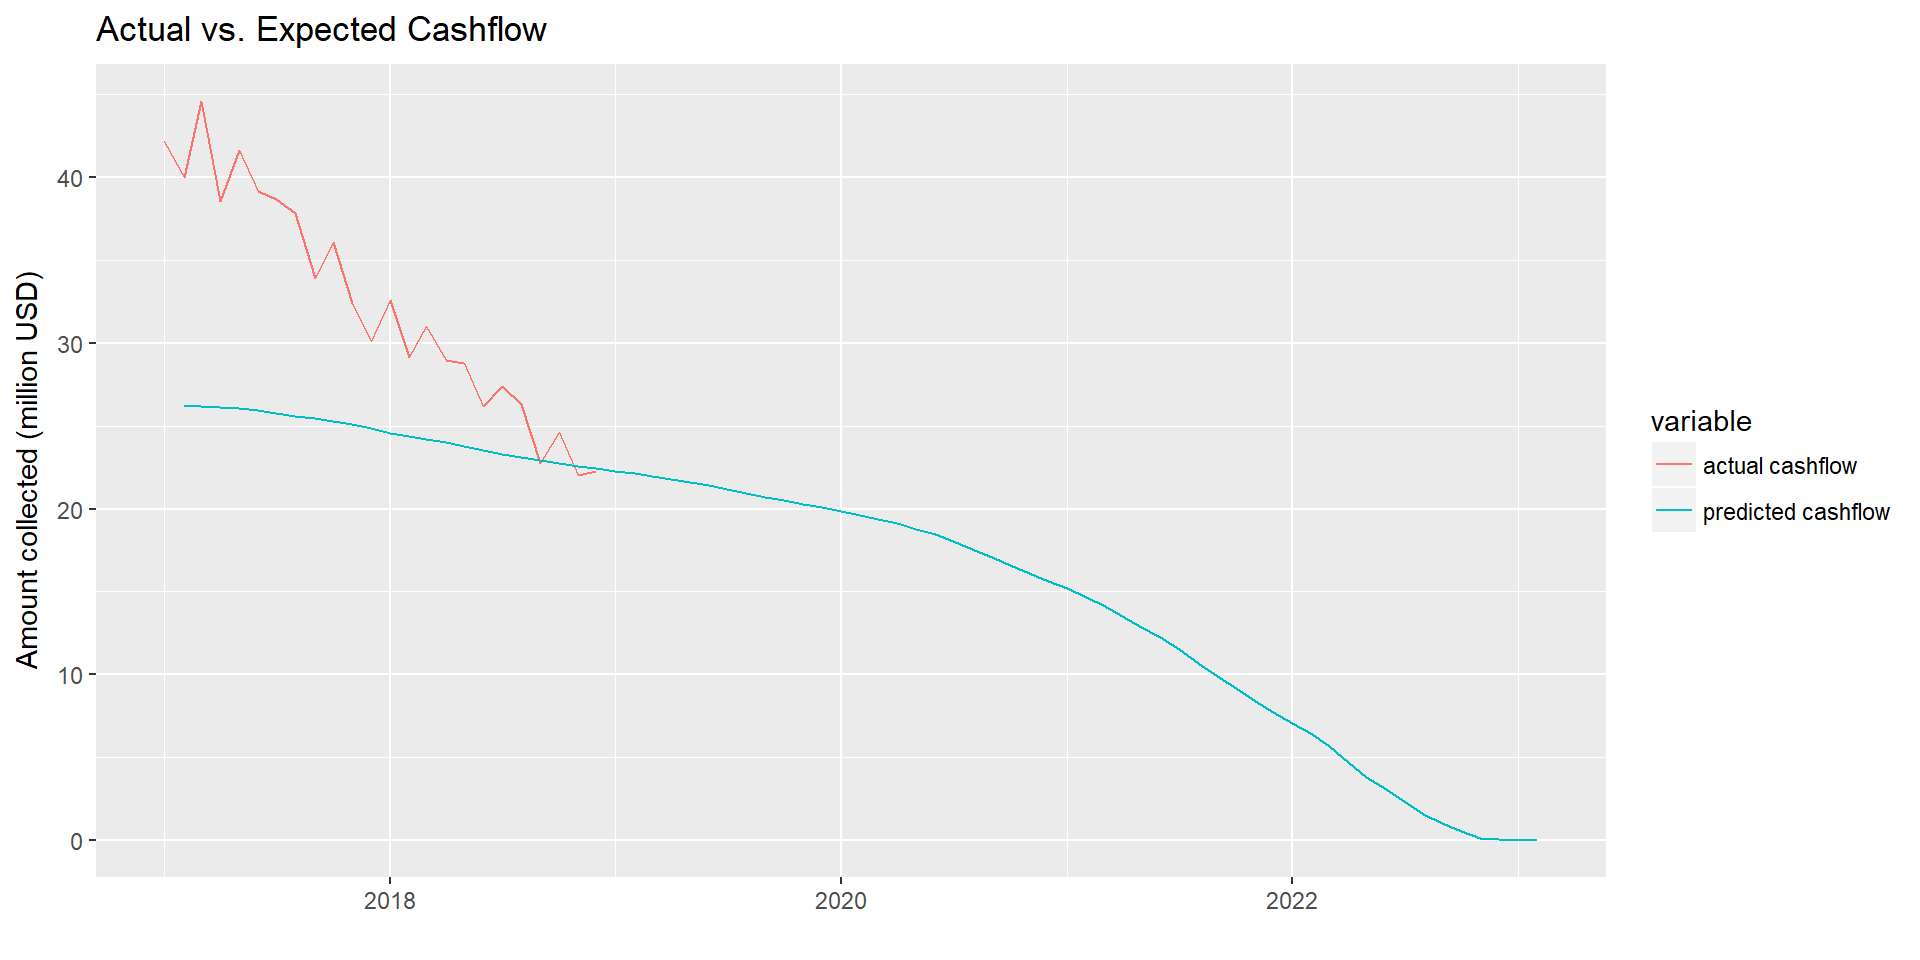 Actual vs. Expected Cashflow
Amount collected (million USD)
40
30
20
10
0
2018
2020
2022
variable
actual cashflow
predicted cashflow